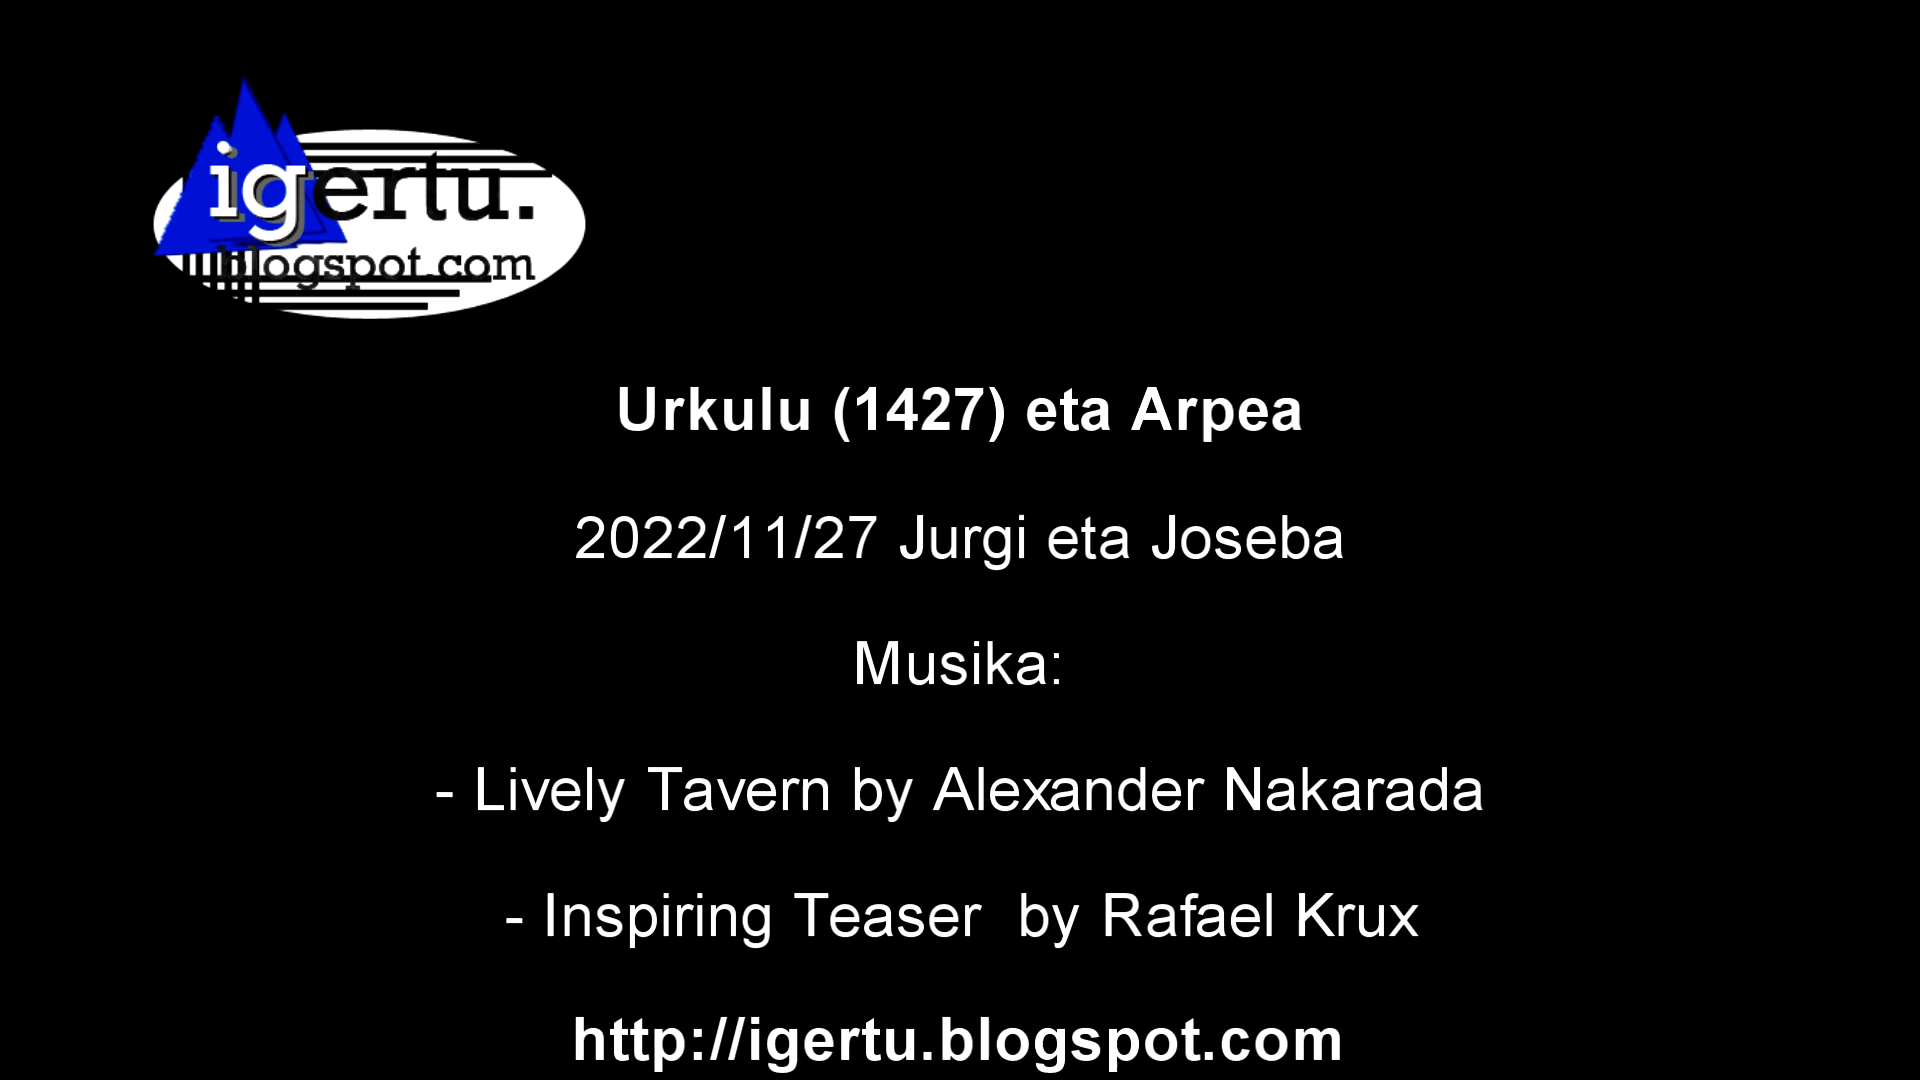 igertu.
blogspot.com
Urkulu (1427) eta Arpea
2022/11/27 Jurgi eta Joseba
Musika:
- Lively Tavern by Alexander Nakarada
- Inspiring Teaser  by Rafael Krux
http://igertu.blogspot.com